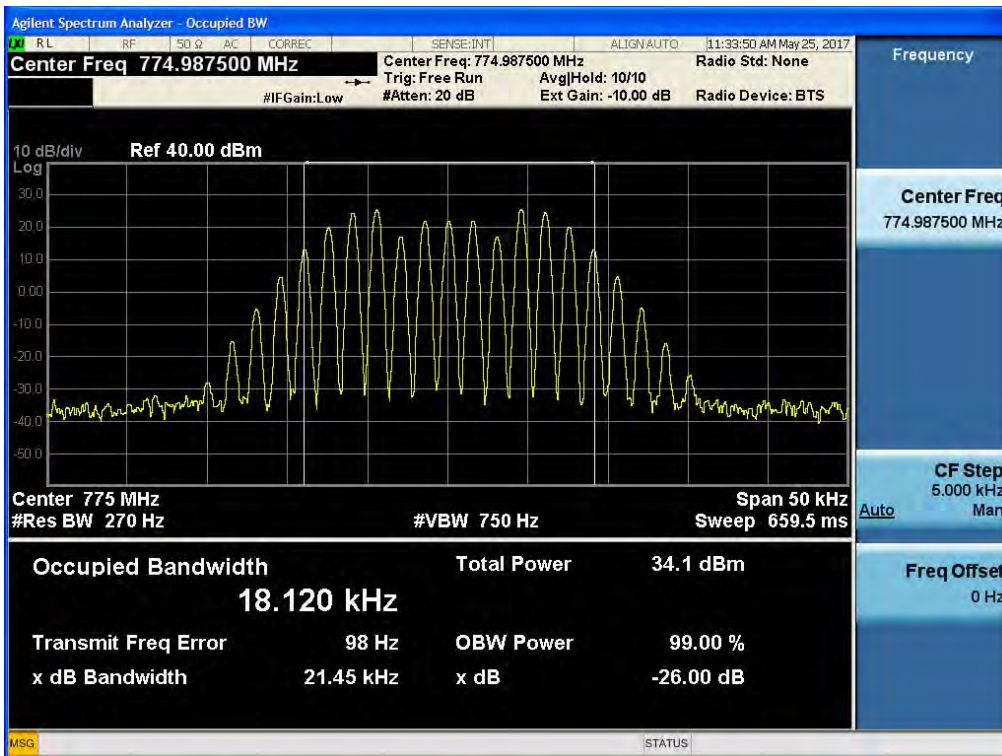 Agilent Spectrum Analyzer - Occupied BW
LXI RL RF 50 Ω AC CORREC SENSE:INT ALIGNAUTO 11:33:50 AM May 25, 2017
Center Freq 774.987500 MHz
Center Freq: 774.987500 MHz Radio Std: None
Trig: Free Run Avg|Hold: 10/10
#IFGain:Low #Atten: 20 dB Ext Gain: -10.00 dB Radio Device: BTS
10 dB/div Ref 40.00 dBm
Log
30.0
20.0
10.0
0.00
-10.0
-20.0
-30.0
-40.0
-50.0
Center 775 MHz Span 50 kHz
#Res BW 270 Hz #VBW 750 Hz Sweep 659.5 ms
Occupied Bandwidth Total Power 34.1 dBm
18.120 kHz
Transmit Freq Error 98 Hz OBW Power 99.00 %
x dB Bandwidth 21.45 kHz x dB -26.00 dB
MSG STATUS
Frequency
Center Freq
774.987500 MHz
CF Step
5.000 kHz
Auto Man
Freq Offset
0 Hz